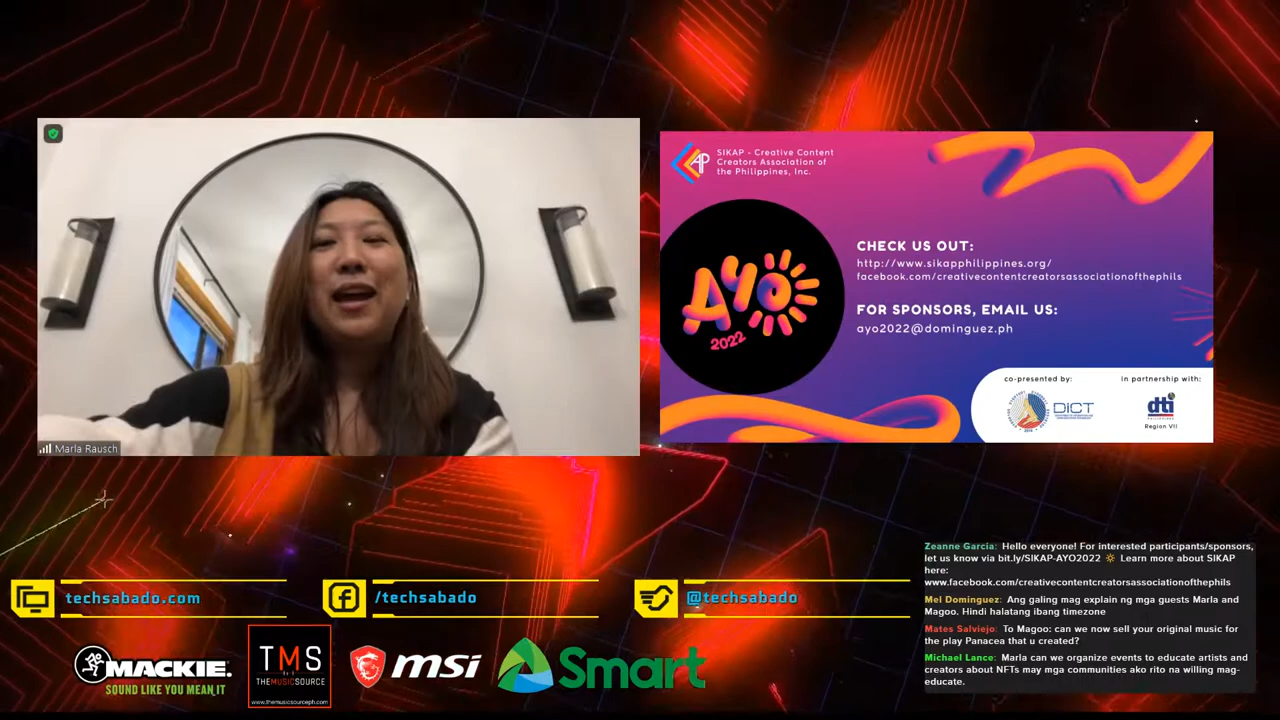 Marla Rausch
SIKAP - Creative Content
Creators Association of
the Philippines, Inc.
AP
AYO
2022
CHECK US OUT:
http://www.sikapphilippines.org/
facebook.com/creativecontentcreatorsassociationofthephils
FOR SPONSORS, EMAIL US:
ayo2022@dominguez.ph
co-presented by:
in partnership with:
DICT
dti
PHILIPPINES
Region VII
techsabado.com
/techsabado
@techsabado
MACKIE.
SOUND LIKE YOU MEAN IT
TMS
THEMUSICSOURCE
www.themusicsourceph.com
msi
Smart
Zeanne Garcia: Hello everyone! For interested participants/sponsors,
let us know via bit.ly/SIKAP-AYO2022 🔆 Learn more about SIKAP
here:
www.facebook.com/creativecontentcreatorsassociationofthephils
Mel Dominguez: Ang galing mag explain ng mga guests Marla and
Magoo. Hindi halatang ibang timezone
Mates Salviejo: To Magoo: can we now sell your original music for
the play Panacea that u created?
Michael Lance: Marla can we organize events to educate artists and
creators about NFTs may mga communities ako rito na willing mag-
educate.